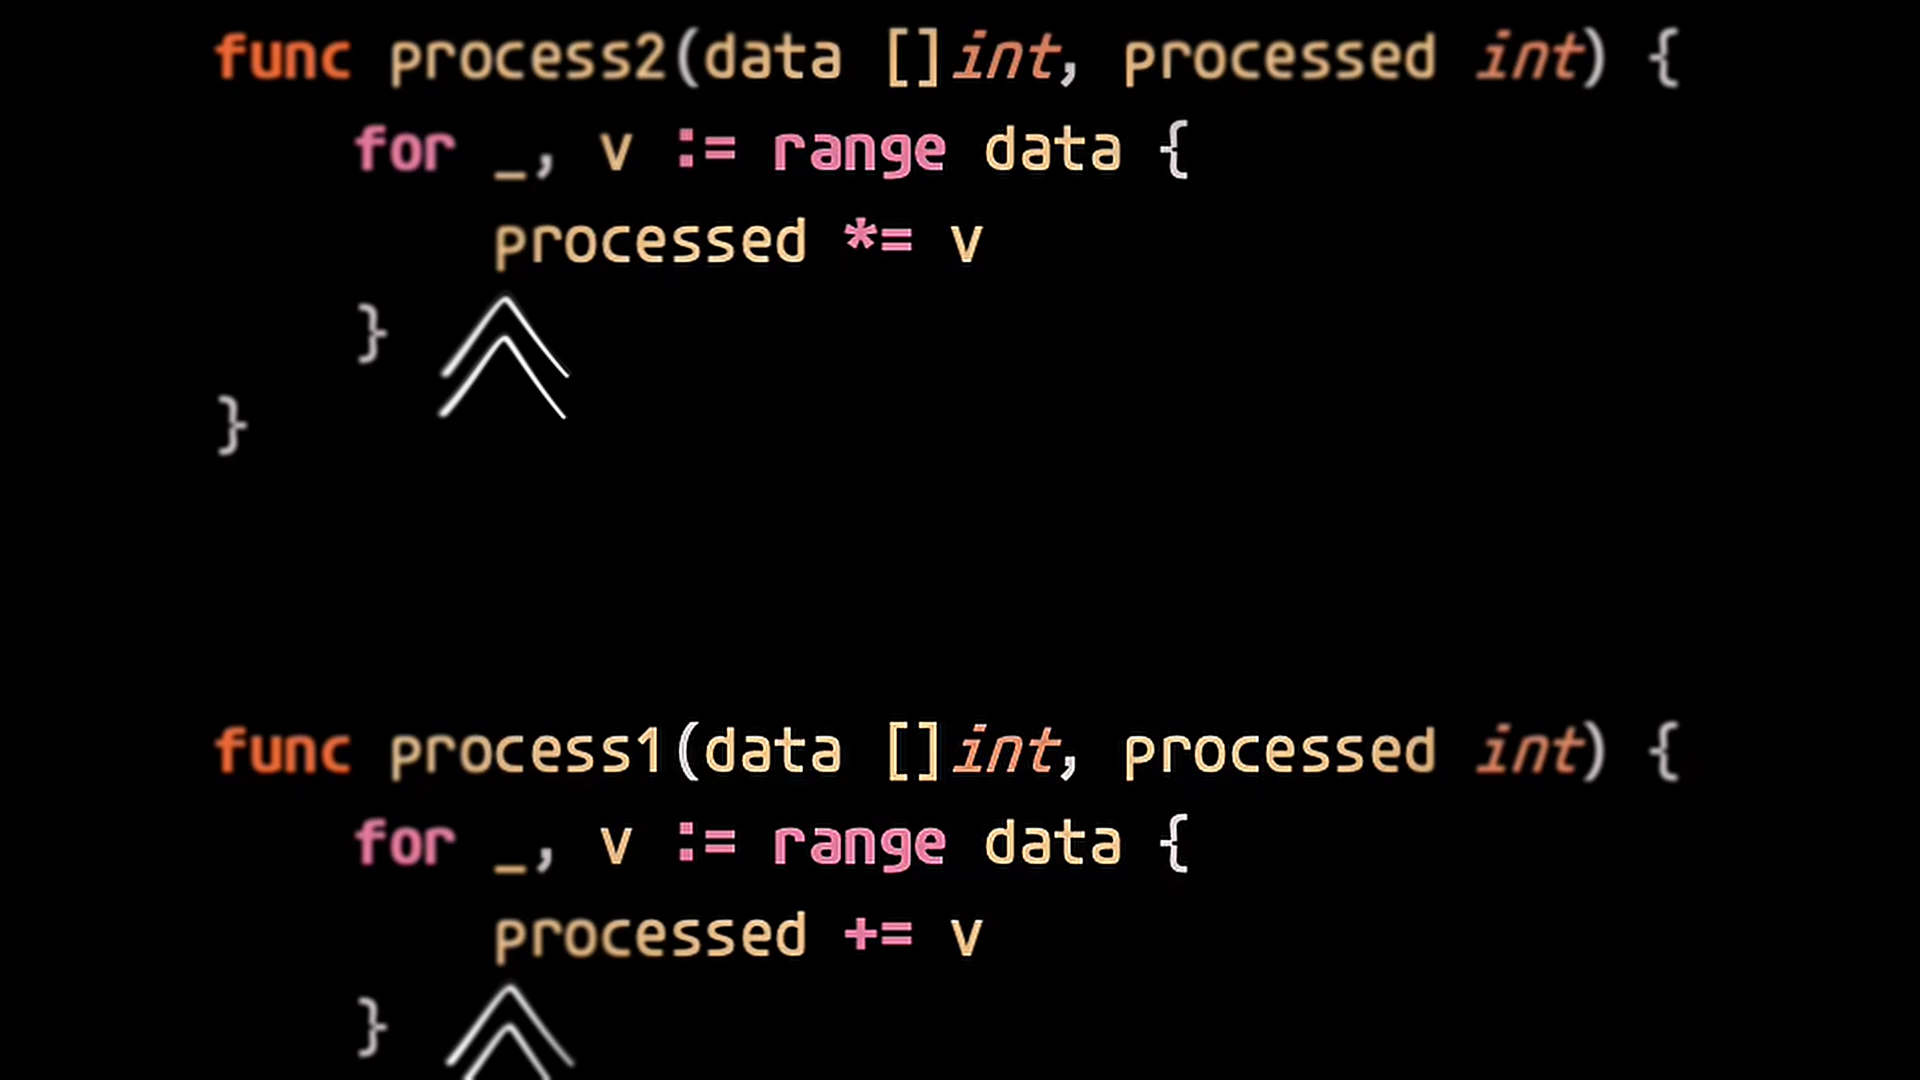 func process2(data []int, processed int) {
    for _, v := range data {
        processed *= v
    }
}
func process1(data []int, processed int) {
    for _, v := range data {
        processed += v
    }